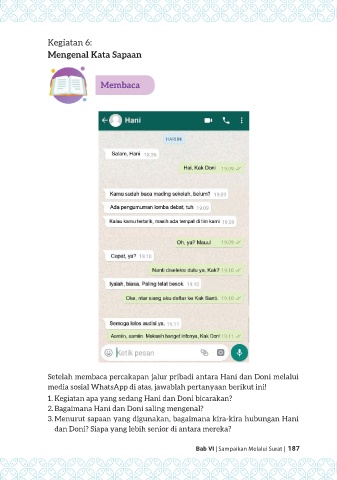 Kegiatan 6:
Mengenal Kata Sapaan
Membaca
Hani
HARI INI
Salam, Hani
Hai, Kak Doni 19.09
Kamu sudah baca mading sekolah, belum? 19.09
Ada pengumuman lomba debat, tuh 19.09
Kalau kamu tertarik, masih ada tempat di tim kami 19.09
Oh, ya? Mauu! 19.09
Cepat, ya? 19.10
Nanti diseleksi dulu ya, Kak? 19.10
Iyalah, biasa. Paling telat besok. 19.10
Oke, ntar siang aku daftar ke Kak Santi. 19.10
Semoga lolos audisi ya. 19.11
Aamiin, aamiin. Makasih banget infonya, Kak Doni 19.11
Ketik pesan
Setelah membaca percakapan jalur pribadi antara Hani dan Doni melalui
media sosial WhatsApp di atas, jawablah pertanyaan berikut ini!
1. Kegiatan apa yang sedang Hani dan Doni bicarakan?
2. Bagaimana Hani dan Doni saling mengenal?
3. Menurut sapaan yang digunakan, bagaimana kira-kira hubungan Hani
dan Doni? Siapa yang lebih senior di antara mereka?
Bab VI | Sampaikan Melalui Surat | 187